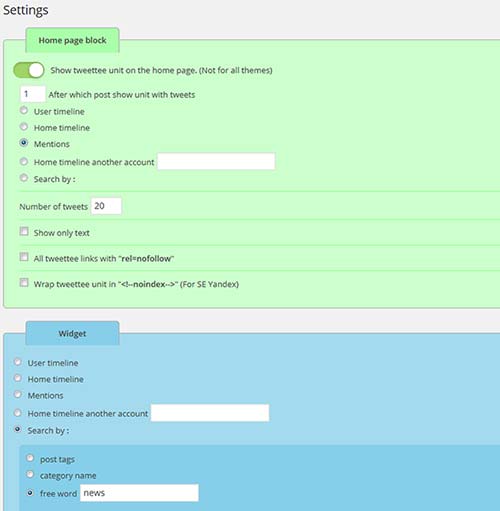 Settings
Home page block
Show tweettee unit on the home page. (Not for all themes)
1 After which post show unit with tweets
User timeline
Home timeline
Mentions
Home timeline another account
Search by :
Number of tweets 20
Show only text
All tweettee links with "rel=nofollow"
Wrap tweettee unit in "<!--noindex-->" (For SE Yandex)
Widget
User timeline
Home timeline
Mentions
Home timeline another account
Search by :
post tags
category name
free word news